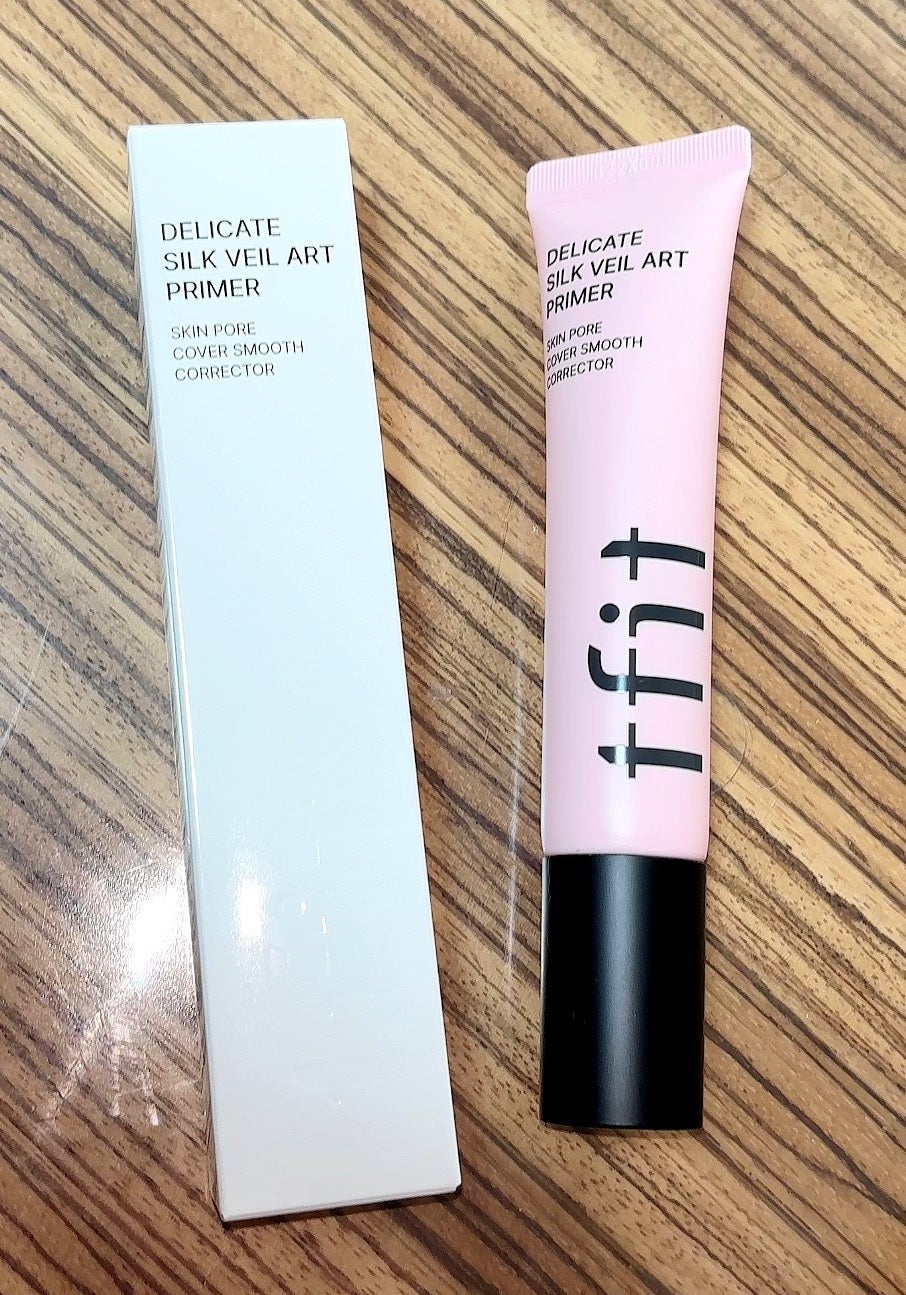 DELICATE
SILK VEIL ART
PRIMER
SKIN PORE
COVER SMOOTH
CORRECTOR
DELICATE
SILK VEIL ART
PRIMER
SKIN PORE
COVER SMOOTH
CORRECTOR
tfit